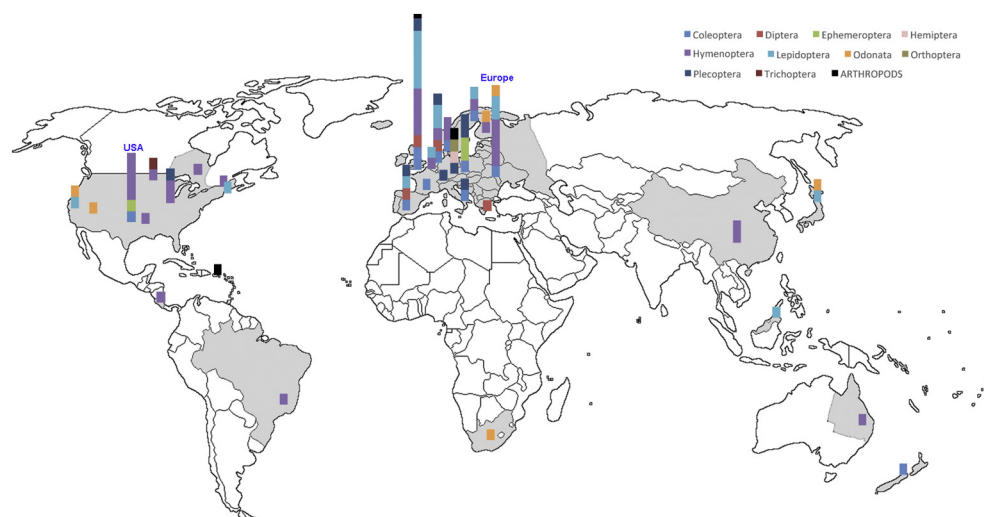 Coleoptera Diptera Ephemeroptera Hemiptera
Hymenoptera Lepidoptera Odonata Orthoptera
Plecoptera Trichoptera ARTHROPODS
Europe
USA